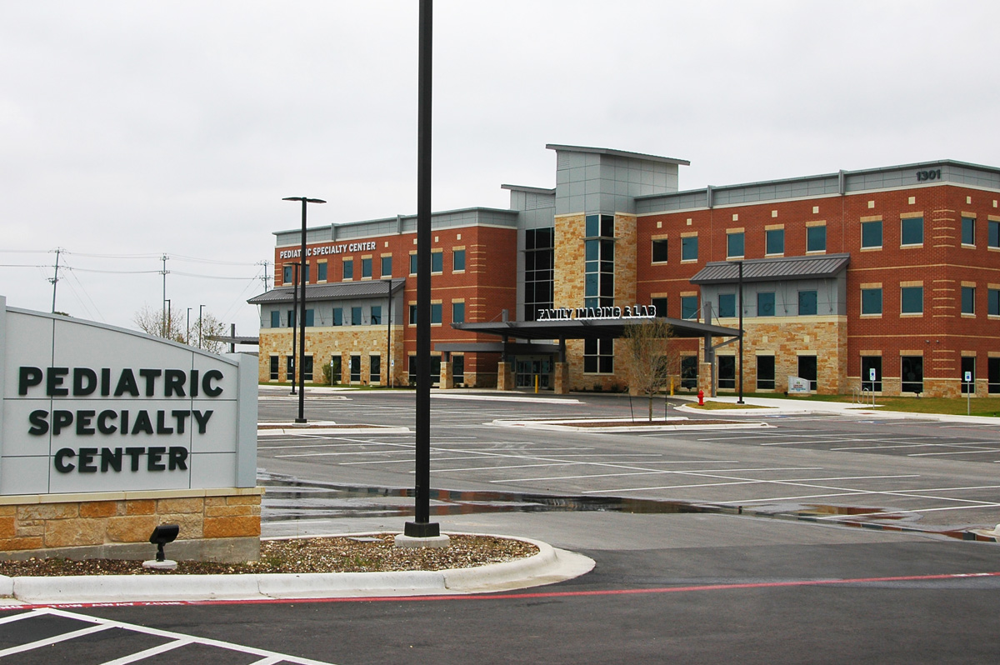 PEDIATRIC
SPECIALTY
CENTER
PEDIATRIC SPECIALTY CENTER
FAMILY IMAGING & LAB
1301